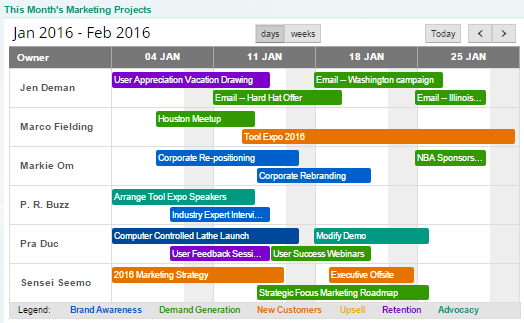 This Month's Marketing Projects
Jan 2016 - Feb 2016
days weeks
Today < >
Owner 04 JAN 11 JAN 18 JAN 25 JAN
Jen Deman
User Appreciation Vacation Drawing
Email -- Washington campaign
Email -- Hard Hat Offer
Email -- Illinois...
Marco Fielding
Houston Meetup
Tool Expo 2016
Markie Om
Corporate Re-positioning
NBA Sponsors...
Corporate Rebranding
P. R. Buzz
Arrange Tool Expo Speakers
Industry Expert Intervi...
Pra Duc
Computer Controlled Lathe Launch
Modify Demo
User Feedback Sessi...
User Success Webinars
Sensei Seemo
2016 Marketing Strategy
Executive Offsite
Strategic Focus Marketing Roadmap
Legend: Brand Awareness Demand Generation New Customers Upsell Retention Advocacy